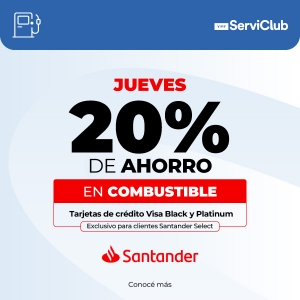 YPF ServiClub
JUEVES
20%
DE AHORRO
EN COMBUSTIBLE
Tarjetas de crédito Visa Black y Platinum
Exclusivo para clientes Santander Select
Santander
Conocé más